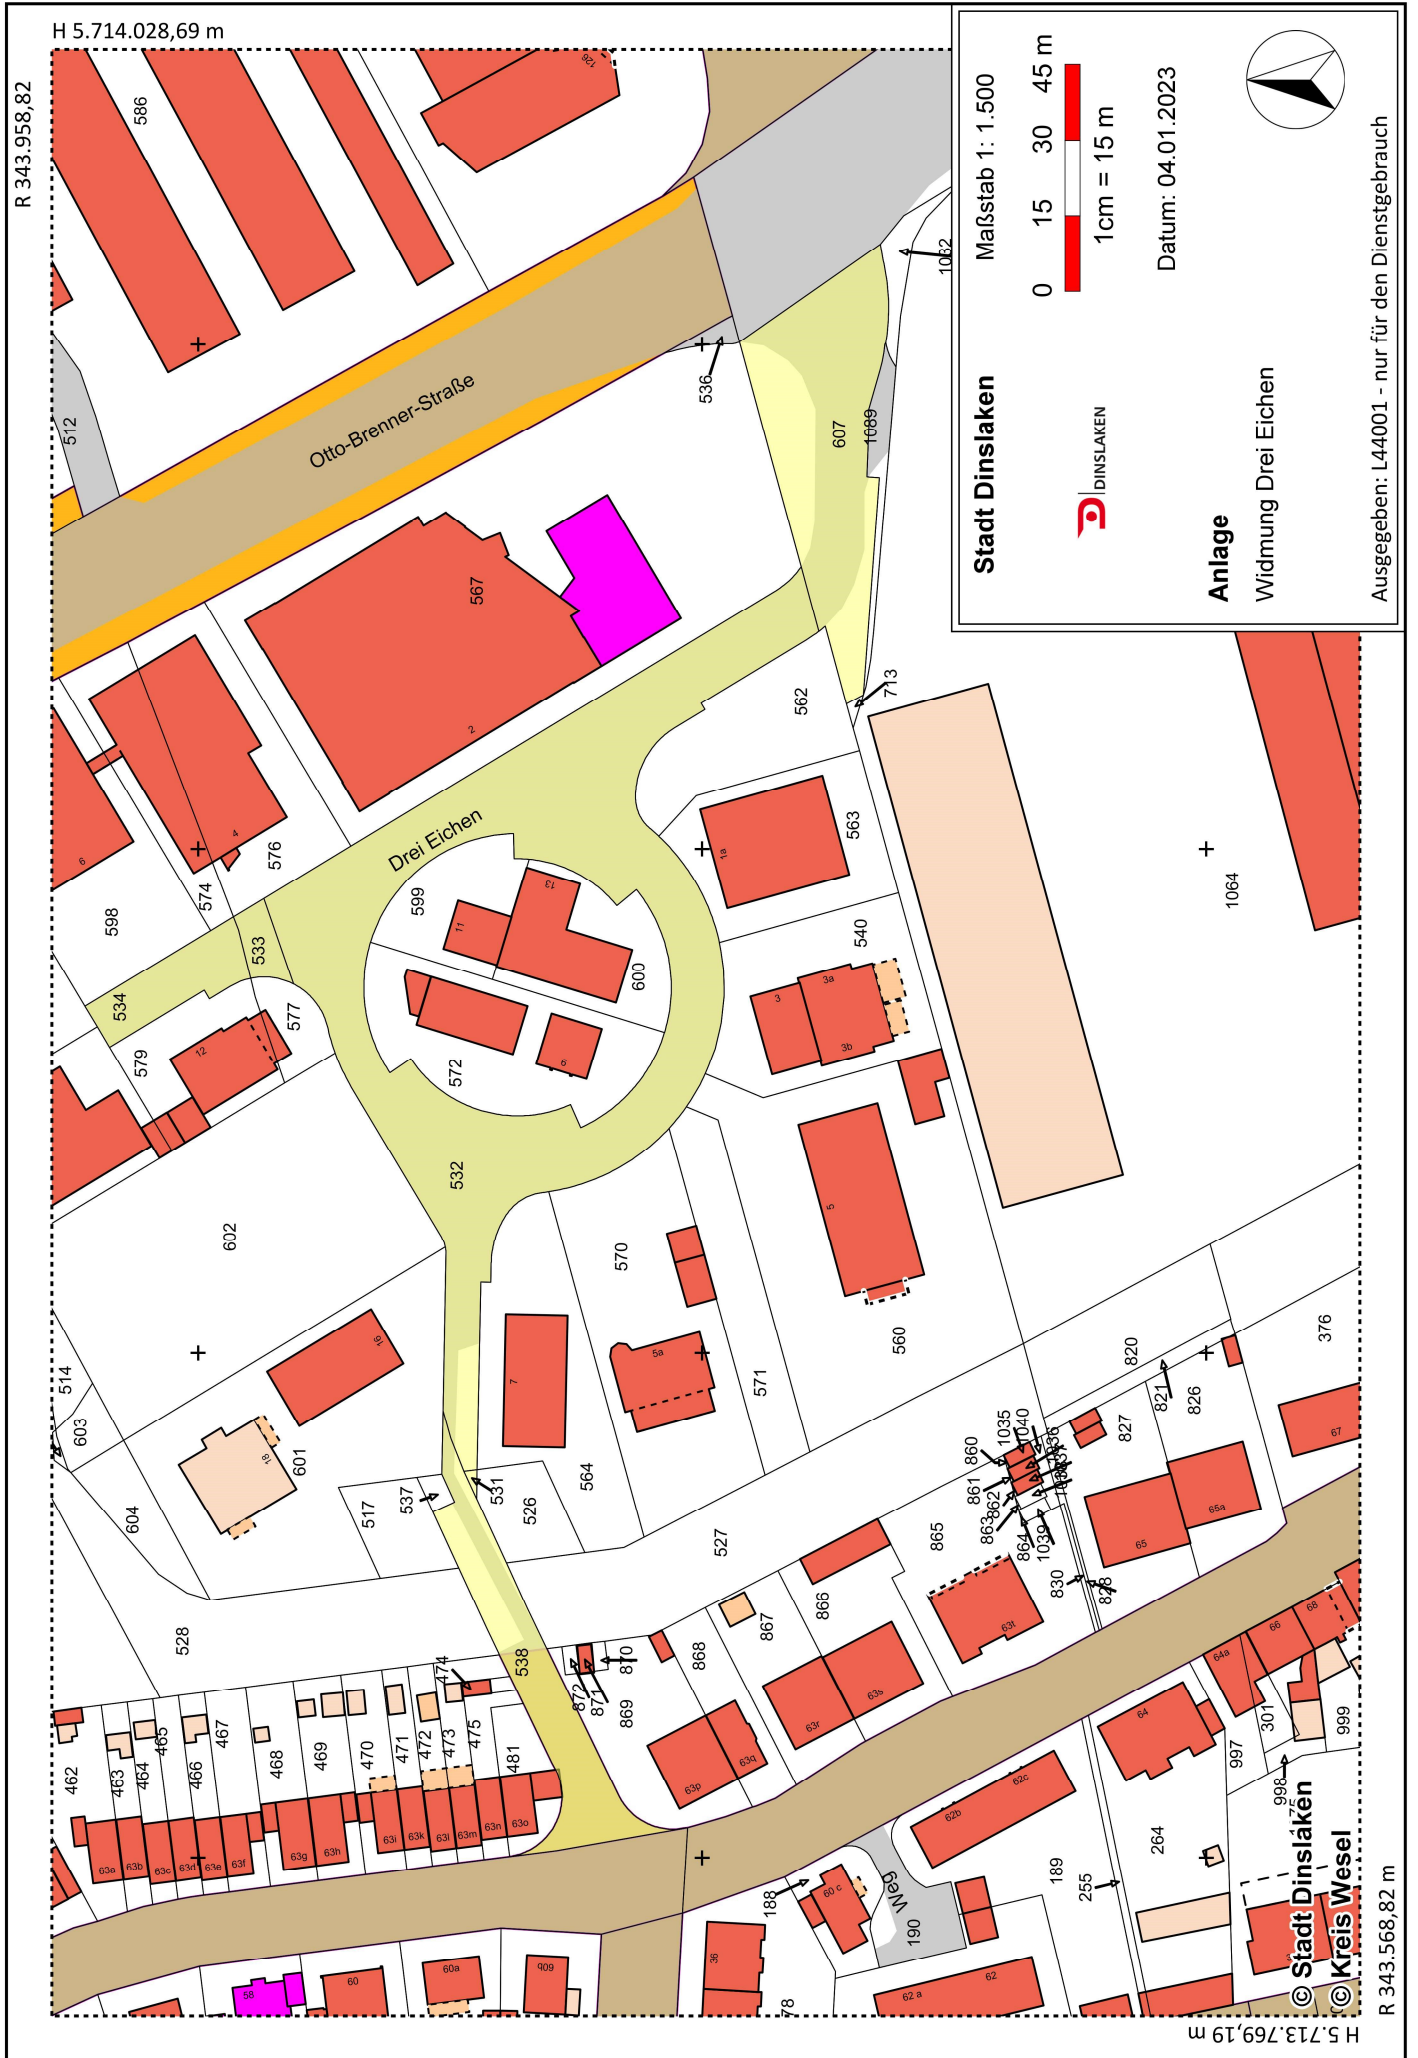 H 5.714.028,69 m
R 343.958,82
Stadt Dinslaken
Maßstab 1: 1.500
0 15 30 45 m
1cm = 15 m
DINSLAKEN
Datum: 04.01.2023
Anlage
Widmung Drei Eichen
Ausgegeben: L44001 - nur für den Dienstgebrauch
Otto-Brenner-Straße
Drei Eichen
Weg
586
126
512
536
607
1089
1082
567
2
562
713
6
4
576
574
598
533
534
599
11
13
600
572
9
1a
563
540
3
3a
3b
1064
579
12
577
532
602
570
5
560
571
5a
7
564
514
603
604
16
18
601
517
537
531
526
527
528
538
820
821
826
827
376
67
65
65a
860
861
862
863
864
1035
1040
1039
830
828
865
866
867
868
869
870
871
872
63t
63s
63r
63q
63p
474
475
481
473
472
471
470
469
468
467
466
465
464
463
462
63a
63b
63c
63d
63e
63f
63g
63h
63i
63k
63l
63m
63n
63o
64a
66
68
64
301
997
998
999
62c
62b
60 c
188
190
189
255
264
36
62 a
62
78
58
60
60a
60b
© Stadt Dinslaken
© Kreis Wesel
R 343.568,82 m
H 5.713.769,19 m